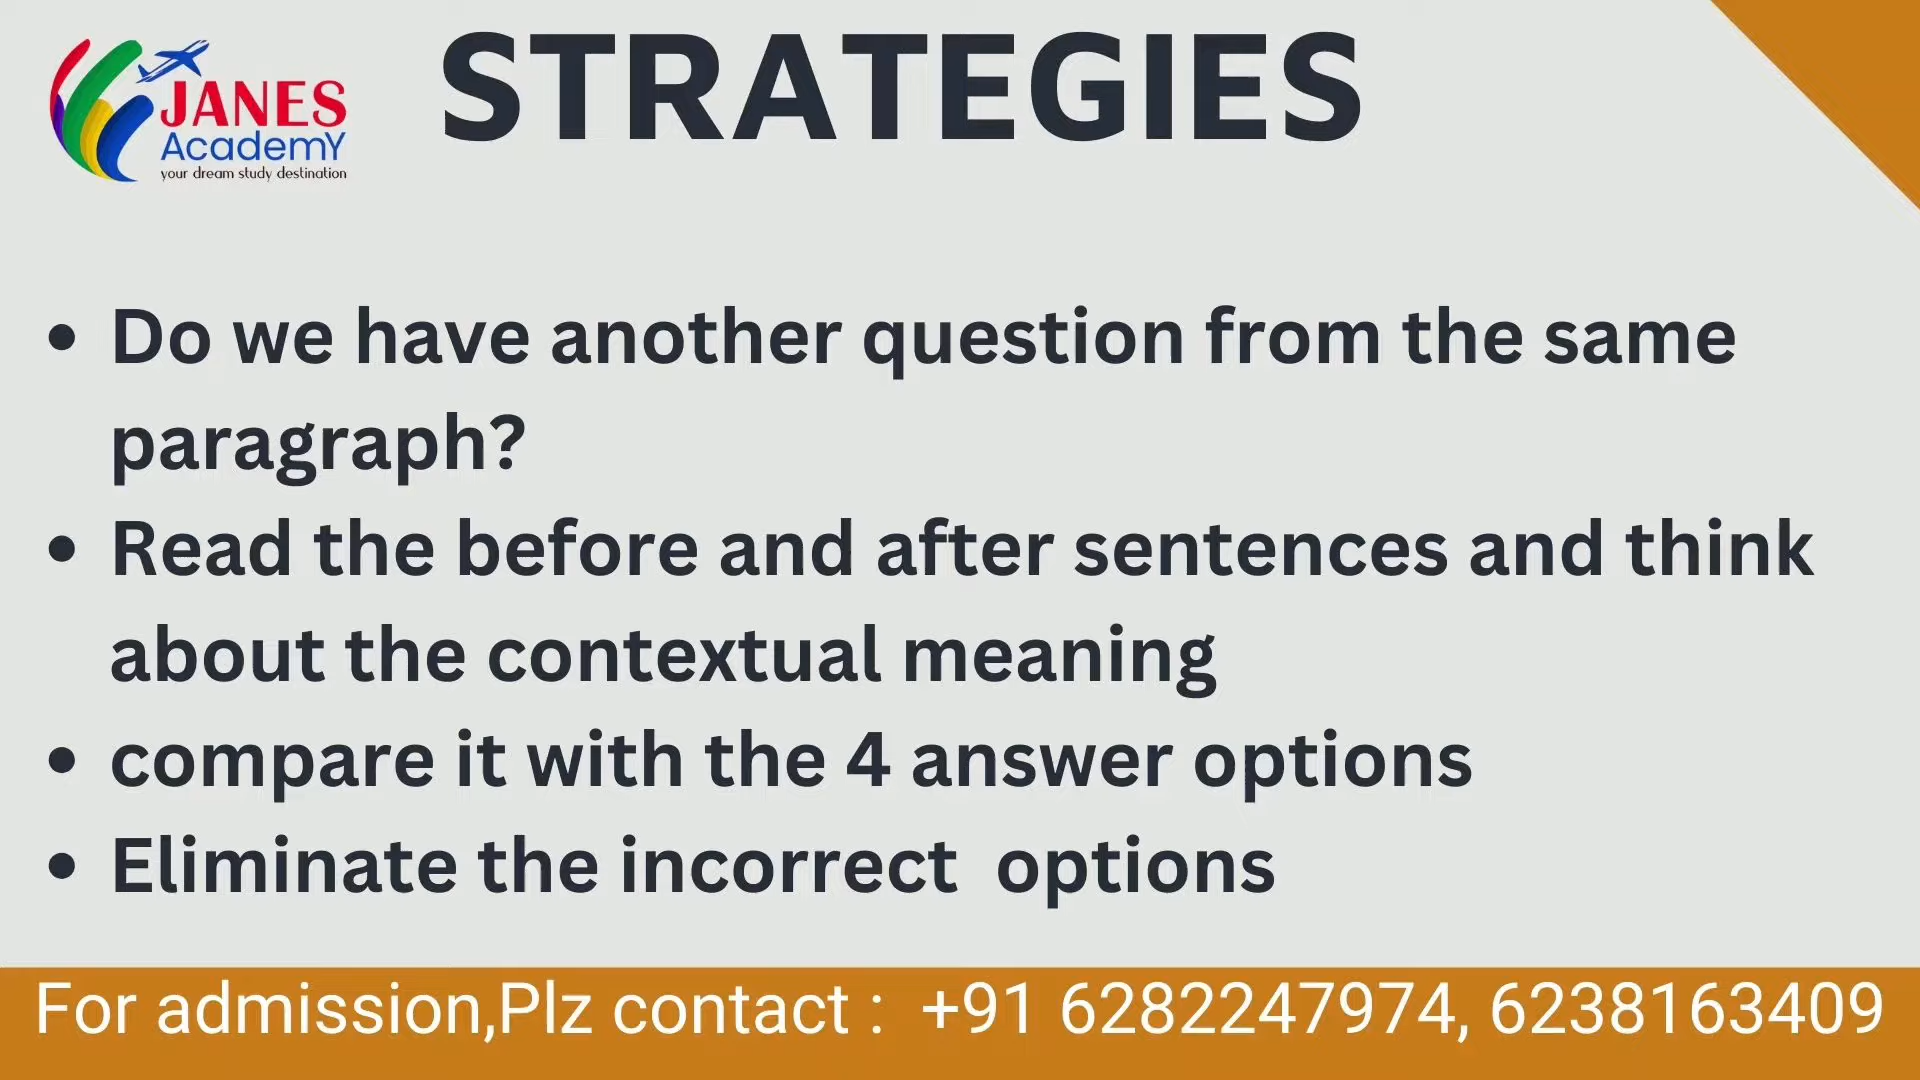 JANES
AcademY
your dream study destination
STRATEGIES
• Do we have another question from the same
paragraph?
• Read the before and after sentences and think
about the contextual meaning
• compare it with the 4 answer options
• Eliminate the incorrect  options
For admission,Plz contact :  +91 6282247974, 6238163409